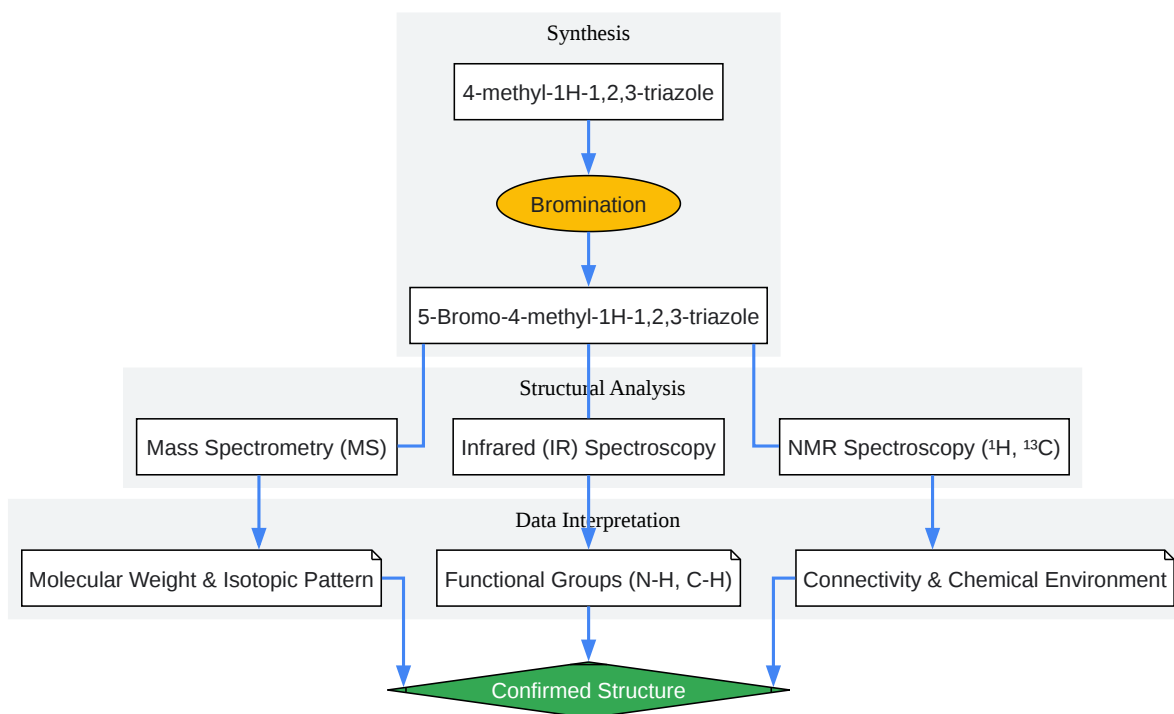 Synthesis
4-methyl-1H-1,2,3-triazole
Bromination
5-Bromo-4-methyl-1H-1,2,3-triazole
Structural Analysis
Mass Spectrometry (MS)
Infrared (IR) Spectroscopy
NMR Spectroscopy (¹H, ¹³C)
Data Interpretation
Molecular Weight & Isotopic Pattern
Functional Groups (N-H, C-H)
Connectivity & Chemical Environment
Confirmed Structure